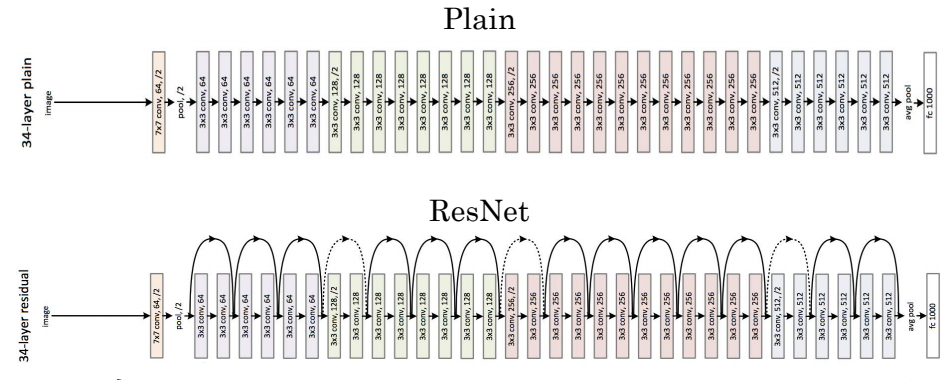 Plain
34-layer plain
image
7x7 conv, 64, /2
pool, /2
3x3 conv, 64
3x3 conv, 64
3x3 conv, 64
3x3 conv, 64
3x3 conv, 64
3x3 conv, 64
3x3 conv, 128, /2
3x3 conv, 128
3x3 conv, 128
3x3 conv, 128
3x3 conv, 128
3x3 conv, 128
3x3 conv, 128
3x3 conv, 128
3x3 conv, 256, /2
3x3 conv, 256
3x3 conv, 256
3x3 conv, 256
3x3 conv, 256
3x3 conv, 256
3x3 conv, 256
3x3 conv, 256
3x3 conv, 256
3x3 conv, 256
3x3 conv, 256
3x3 conv, 256
3x3 conv, 512, /2
3x3 conv, 512
3x3 conv, 512
3x3 conv, 512
3x3 conv, 512
3x3 conv, 512
avg pool
fc 1000
ResNet
34-layer residual
image
7x7 conv, 64, /2
pool, /2
3x3 conv, 64
3x3 conv, 64
3x3 conv, 64
3x3 conv, 64
3x3 conv, 64
3x3 conv, 64
3x3 conv, 128, /2
3x3 conv, 128
3x3 conv, 128
3x3 conv, 128
3x3 conv, 128
3x3 conv, 128
3x3 conv, 128
3x3 conv, 128
3x3 conv, 256, /2
3x3 conv, 256
3x3 conv, 256
3x3 conv, 256
3x3 conv, 256
3x3 conv, 256
3x3 conv, 256
3x3 conv, 256
3x3 conv, 256
3x3 conv, 256
3x3 conv, 256
3x3 conv, 256
3x3 conv, 512, /2
3x3 conv, 512
3x3 conv, 512
3x3 conv, 512
3x3 conv, 512
3x3 conv, 512
avg pool
fc 1000